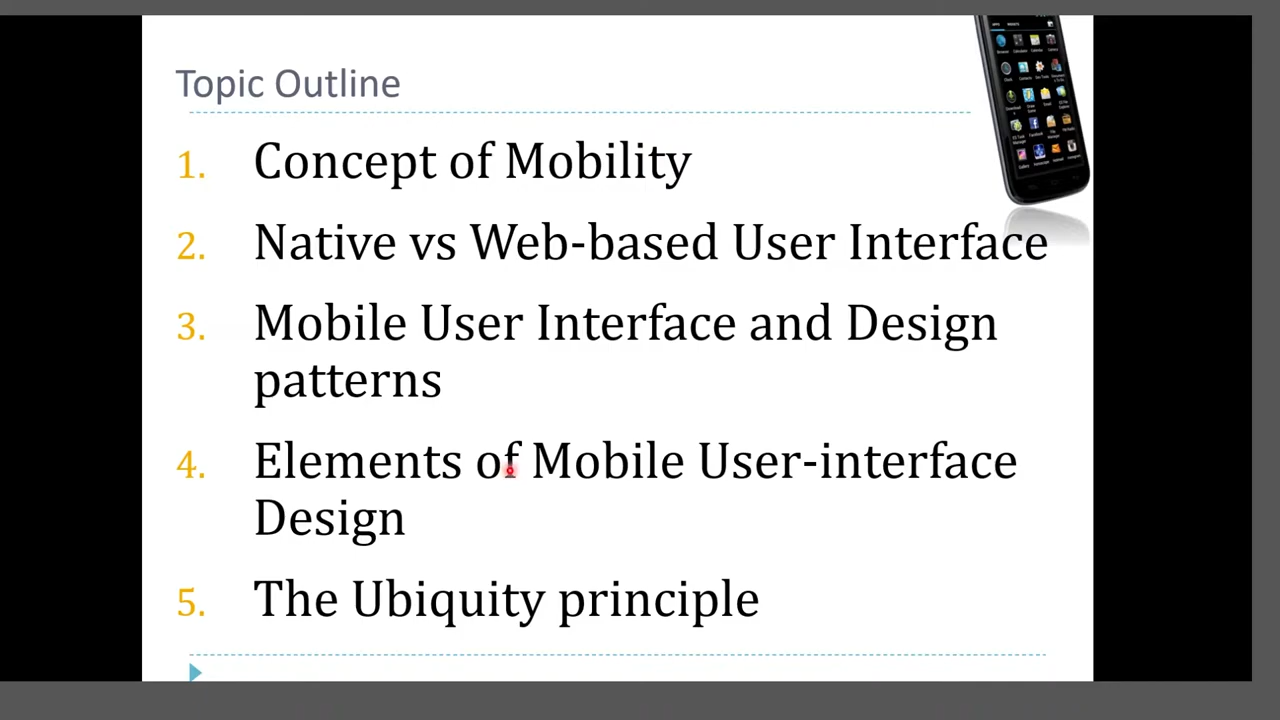 Topic Outline
1. Concept of Mobility
2. Native vs Web-based User Interface
3. Mobile User Interface and Design
patterns
4. Elements of Mobile User-interface
Design
5. The Ubiquity principle